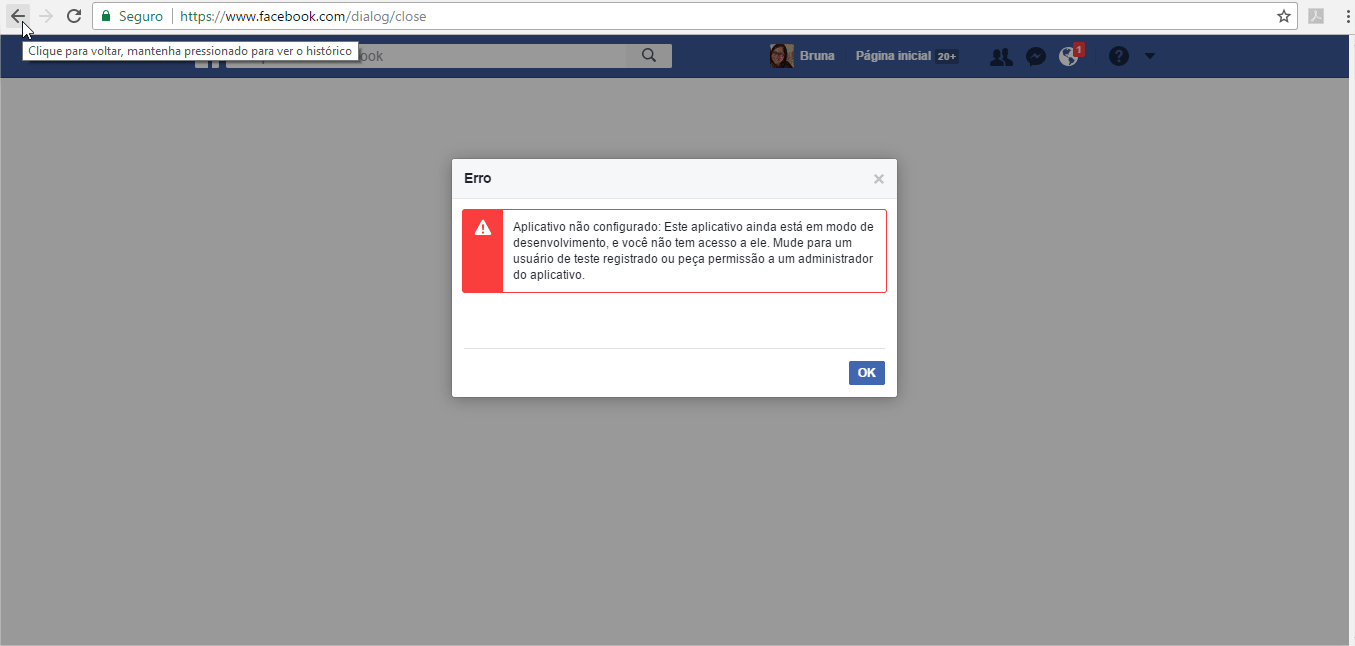 Seguro
https://www.facebook.com/dialog/close
Clique para voltar, mantenha pressionado para ver o histórico
ook
Bruna
Página inicial 20+
1
?
Erro
×
Aplicativo não configurado: Este aplicativo ainda está em modo de
desenvolvimento, e você não tem acesso a ele. Mude para um
usuário de teste registrado ou peça permissão a um administrador
do aplicativo.
OK